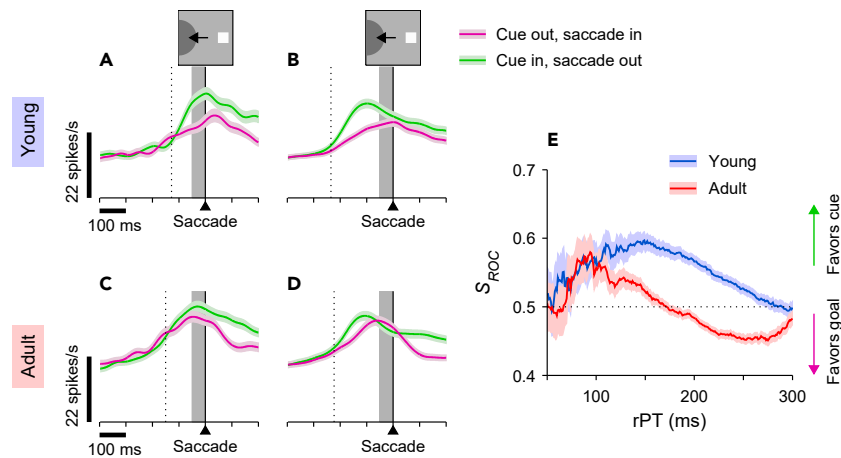 A
B
Cue out, saccade in
Cue in, saccade out
Young
22 spikes/s
100 ms
Saccade
Saccade
C
D
Adult
22 spikes/s
100 ms
Saccade
Saccade
E
Young
Adult
0.7
0.6
0.5
0.4
S_ROC
100
200
300
rPT (ms)
Favors cue
Favors goal